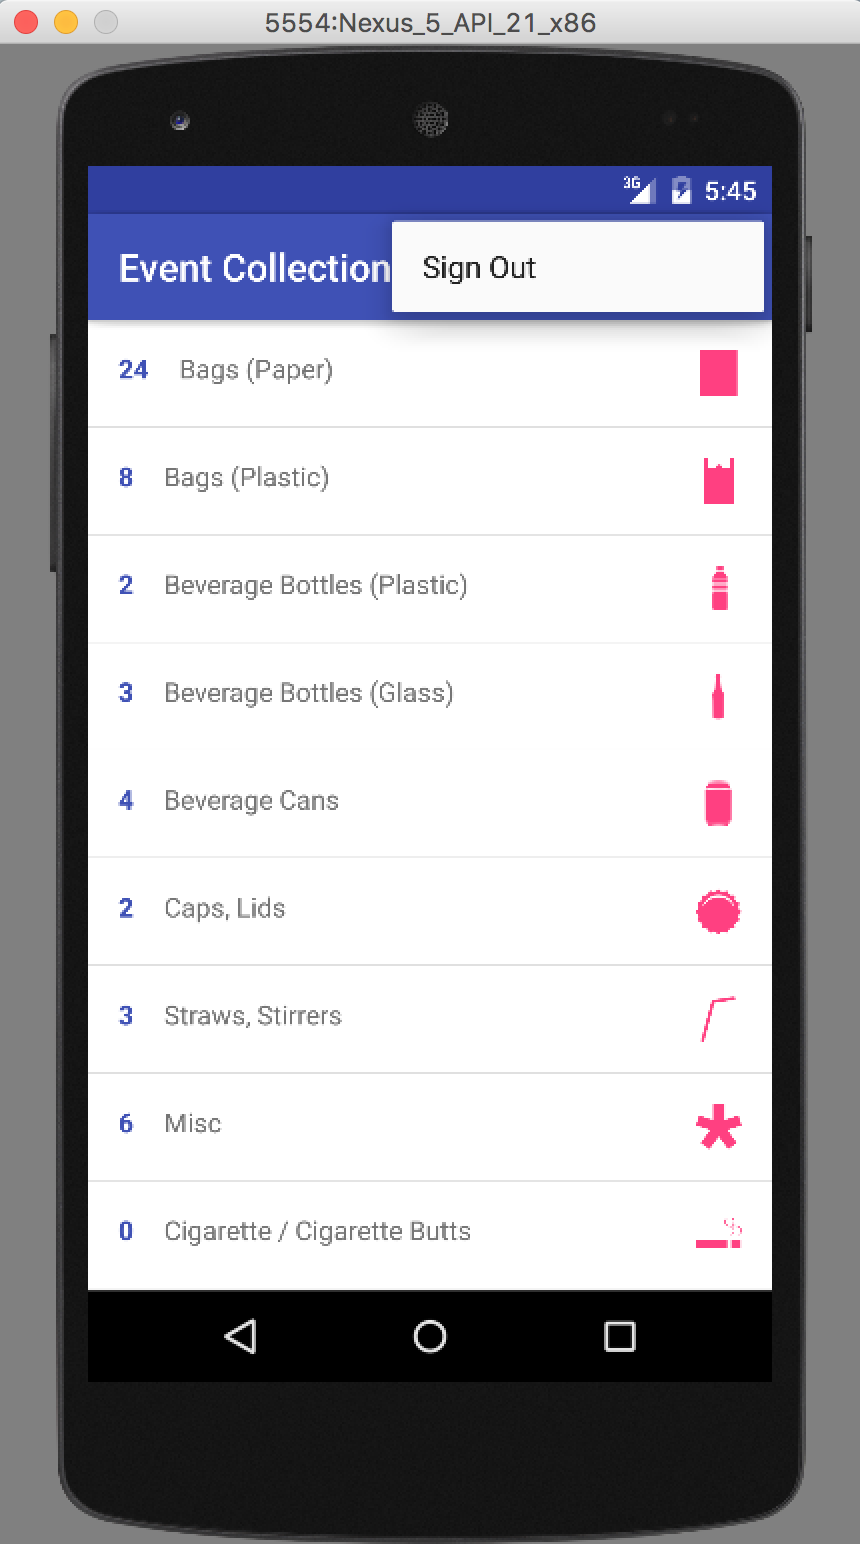 5554:Nexus_5_API_21_x86
3G 5:45
Event Collection
Sign Out
24 Bags (Paper)
8 Bags (Plastic)
2 Beverage Bottles (Plastic)
3 Beverage Bottles (Glass)
4 Beverage Cans
2 Caps, Lids
3 Straws, Stirrers
6 Misc
0 Cigarette / Cigarette Butts